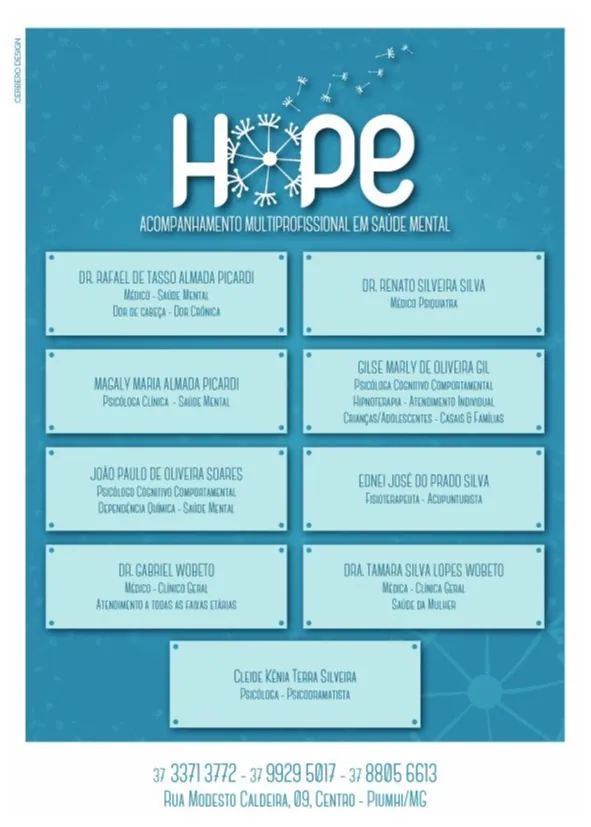 CERBERO DESIGN
HOPE
ACOMPANHAMENTO MULTIPROFISSIONAL EM SAÚDE MENTAL
DR. RAFAEL DE TASSO ALMADA PICARDI
MÉDICO - SAÚDE MENTAL
DOR DE CABEÇA - DOR CRÔNICA
DR. RENATO SILVEIRA SILVA
MÉDICO PSIQUIATRA
MAGALY MARIA ALMADA PICARDI
PSICÓLOGA CLÍNICA - SAÚDE MENTAL
GILSE MARLY DE OLIVEIRA GIL
PSICÓLOGA COGNITIVO COMPORTAMENTAL
HIPNOTERAPIA - ATENDIMENTO INDIVIDUAL
CRIANÇAS/ADOLESCENTES - CASAIS & FAMÍLIAS
JOÃO PAULO DE OLIVEIRA SOARES
PSICÓLOGO COGNITIVO COMPORTAMENTAL
DEPENDÊNCIA QUÍMICA - SAÚDE MENTAL
EDNEI JOSÉ DO PRADO SILVA
FISIOTERAPEUTA - ACUPUNTURISTA
DR. GABRIEL WOBETO
MÉDICO - CLÍNICO GERAL
ATENDIMENTO A TODAS AS FAIXAS ETÁRIAS
DRA. TAMARA SILVA LOPES WOBETO
MÉDICA - CLÍNICA GERAL
SAÚDE DA MULHER
CLEIDE KÊNIA TERRA SILVEIRA
PSICÓLOGA - PSICODRAMATISTA
37 3371 3772 - 37 9929 5017 - 37 8805 6613
RUA MODESTO CALDEIRA, 09, CENTRO - PIUMHI/MG